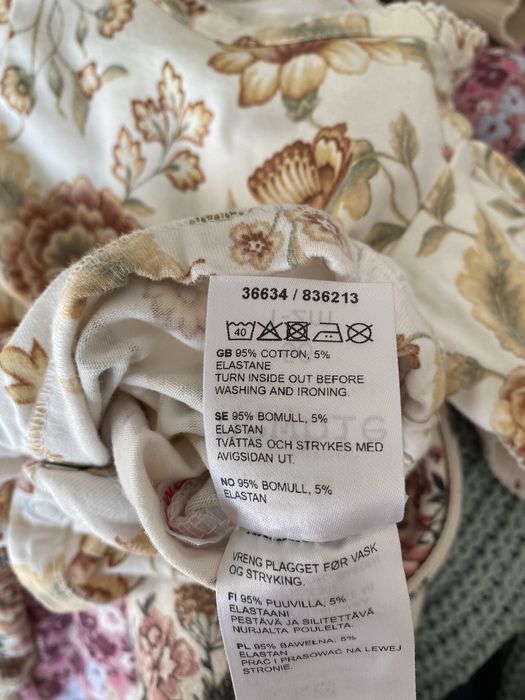 36634 / 836213
40
GB 95% COTTON, 5%
ELASTANE
TURN INSIDE OUT BEFORE
WASHING AND IRONING.
SE 95% BOMULL, 5%
ELASTAN
TVÄTTAS OCH STRYKES MED
AVIGSIDAN UT.
NO 95% BOMULL, 5%
ELASTAN
VRENG PLAGGET FØR VASK
OG STRYKING.
FI 95% PUUVILLA, 5%
ELASTAANI
PESTÄVÄ JA SILITETTÄVÄ
NURJALTA PUOLELTA.
PL 95% BAWEŁNA, 5%
ELASTAN
PRAĆ I PRASOWAĆ NA LEWEJ
STRONIE.